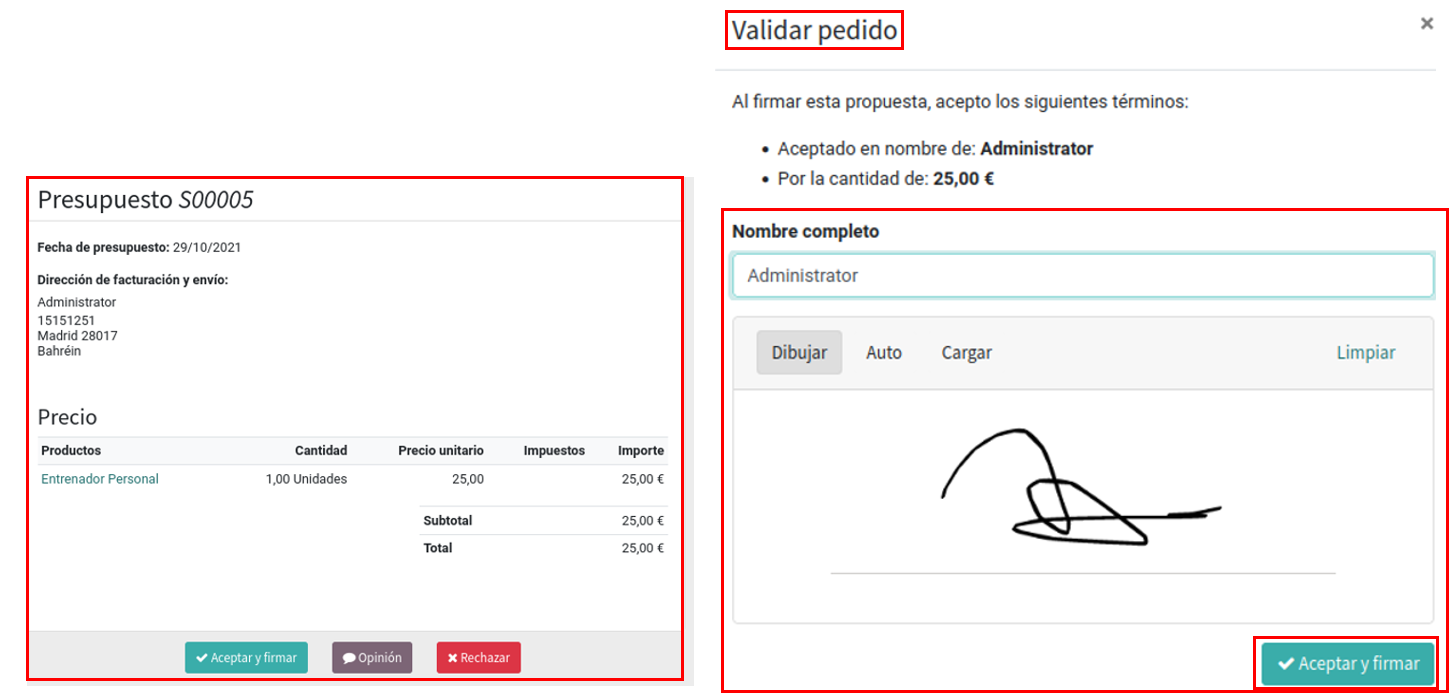 Presupuesto S00005
Fecha de presupuesto: 29/10/2021
Dirección de facturación y envío:
Administrator
15151251
Madrid 28017
Bahréin
Precio
Productos Cantidad Precio unitario Impuestos Importe
Entrenador Personal 1,00 Unidades 25,00 25,00 €
Subtotal 25,00 €
Total 25,00 €
Aceptar y firmar Opinión Rechazar
Validar pedido ×
Al firmar esta propuesta, acepto los siguientes términos:
• Aceptado en nombre de: Administrator
• Por la cantidad de: 25,00 €
Nombre completo
Administrator
Dibujar Auto Cargar Limpiar
Aceptar y firmar